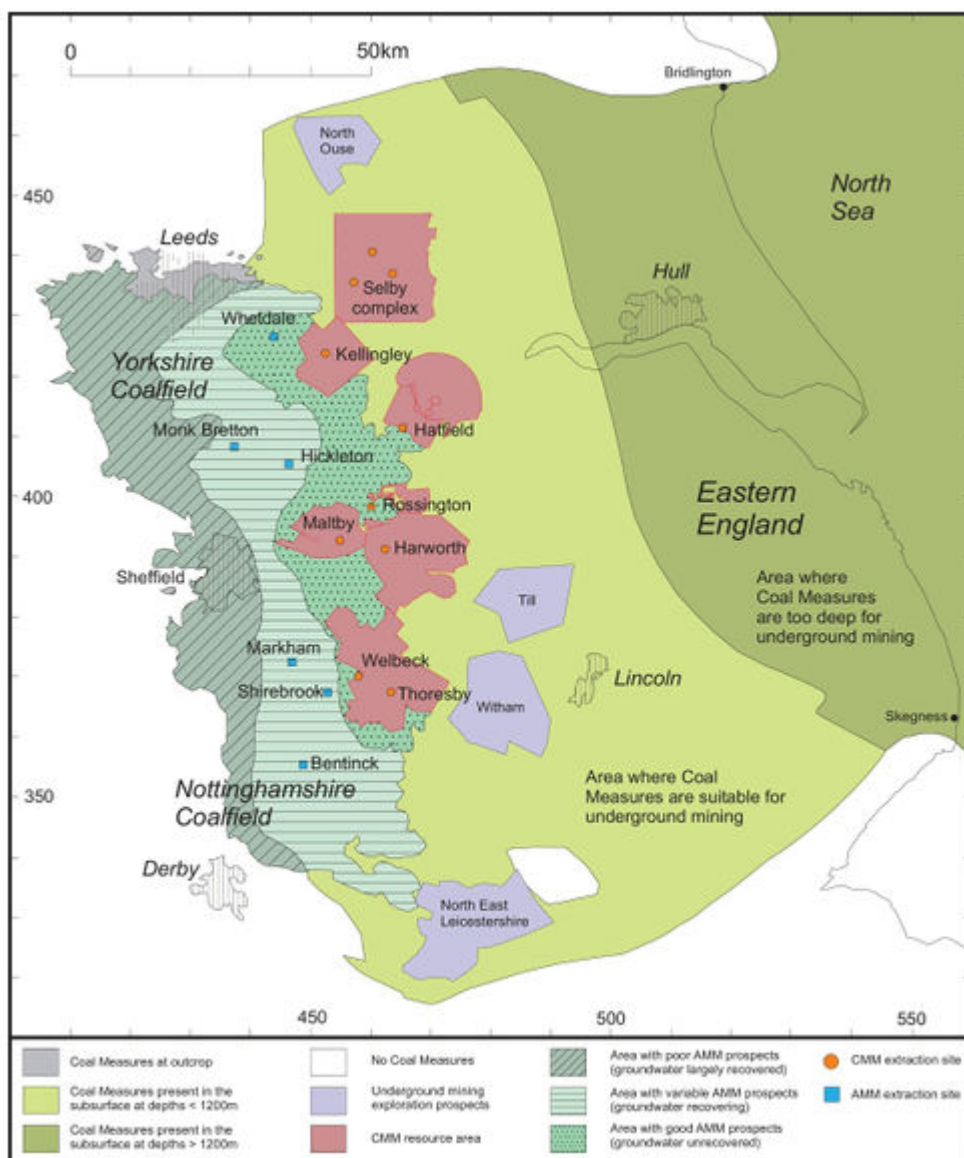 0
50km
Bridlington
North
Ouse
450
North
Sea
Leeds
Hull
Selby
complex
Whetdale
Kellingley
Yorkshire
Coalfield
Hatfield
Monk Bretton
Hickleton
400
Rossington
Eastern
England
Maltby
Harworth
Sheffield
Till
Area where
Coal Measures
are too deep for
underground mining
Markham
Welbeck
Lincoln
Shirebrook
Thoresby
Witham
Skegness
Bentinck
Area where Coal
Measures are suitable for
underground mining
Nottinghamshire
Coalfield
350
Derby
North East
Leicestershire
450
500
550
Coal Measures at outcrop
Coal Measures present in the
subsurface at depths < 1200m
Coal Measures present in the
subsurface at depths > 1200m
No Coal Measures
Underground mining
exploration prospects
CMM resource area
Area with poor AMM prospects
(groundwater largely recovered)
Area with variable AMM prospects
(groundwater recovering)
Area with good AMM prospects
(groundwater unrecovered)
CMM extraction site
AMM extraction site